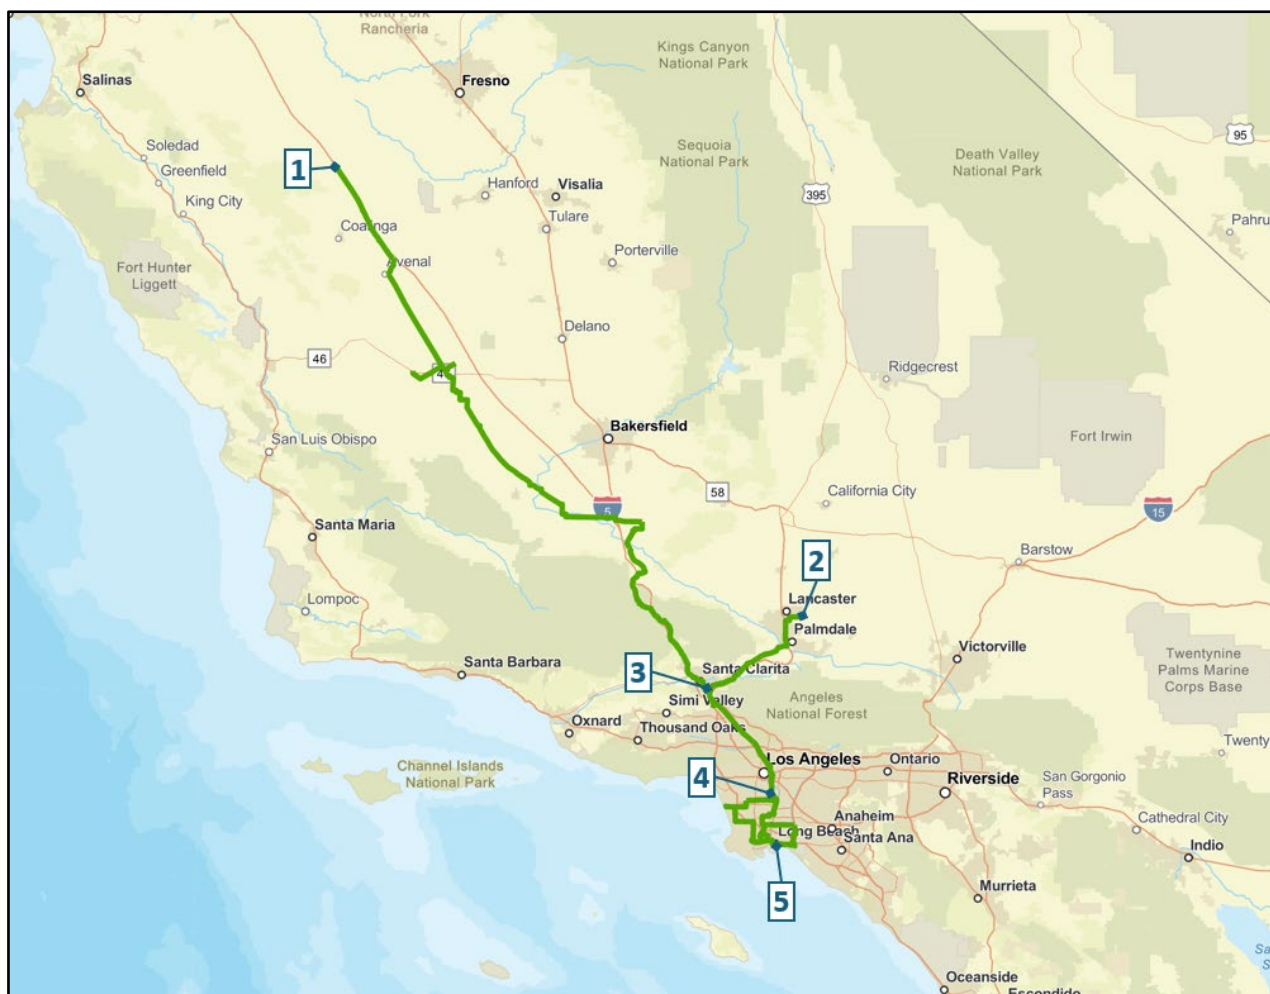 North Fork
Rancheria
Kings Canyon
National Park
Salinas
Fresno
95
Soledad
Sequoia
National Park
Death Valley
National Park
1
Greenfield
Hanford
Visalia
395
King City
Tulare
Pahru
Coalinga
Fort Hunter
Liggett
Avenal
Porterville
Delano
46
4
Ridgecrest
Bakersfield
Fort Irwin
San Luis Obispo
58
California City
5
15
Santa Maria
Barstow
2
Lompoc
Lancaster
Palmdale
Victorville
Santa Barbara
3
Santa Clarita
Twentynine
Palms Marine
Corps Base
Simi Valley
Angeles
National Forest
Oxnard
Thousand Oaks
Twenty
Channel Islands
National Park
4
Los Angeles
Ontario
Riverside
San Gorgonio
Pass
Anaheim
Long Beach
Santa Ana
Cathedral City
Indio
5
Murrieta
Sa
S
Oceanside
Escondido